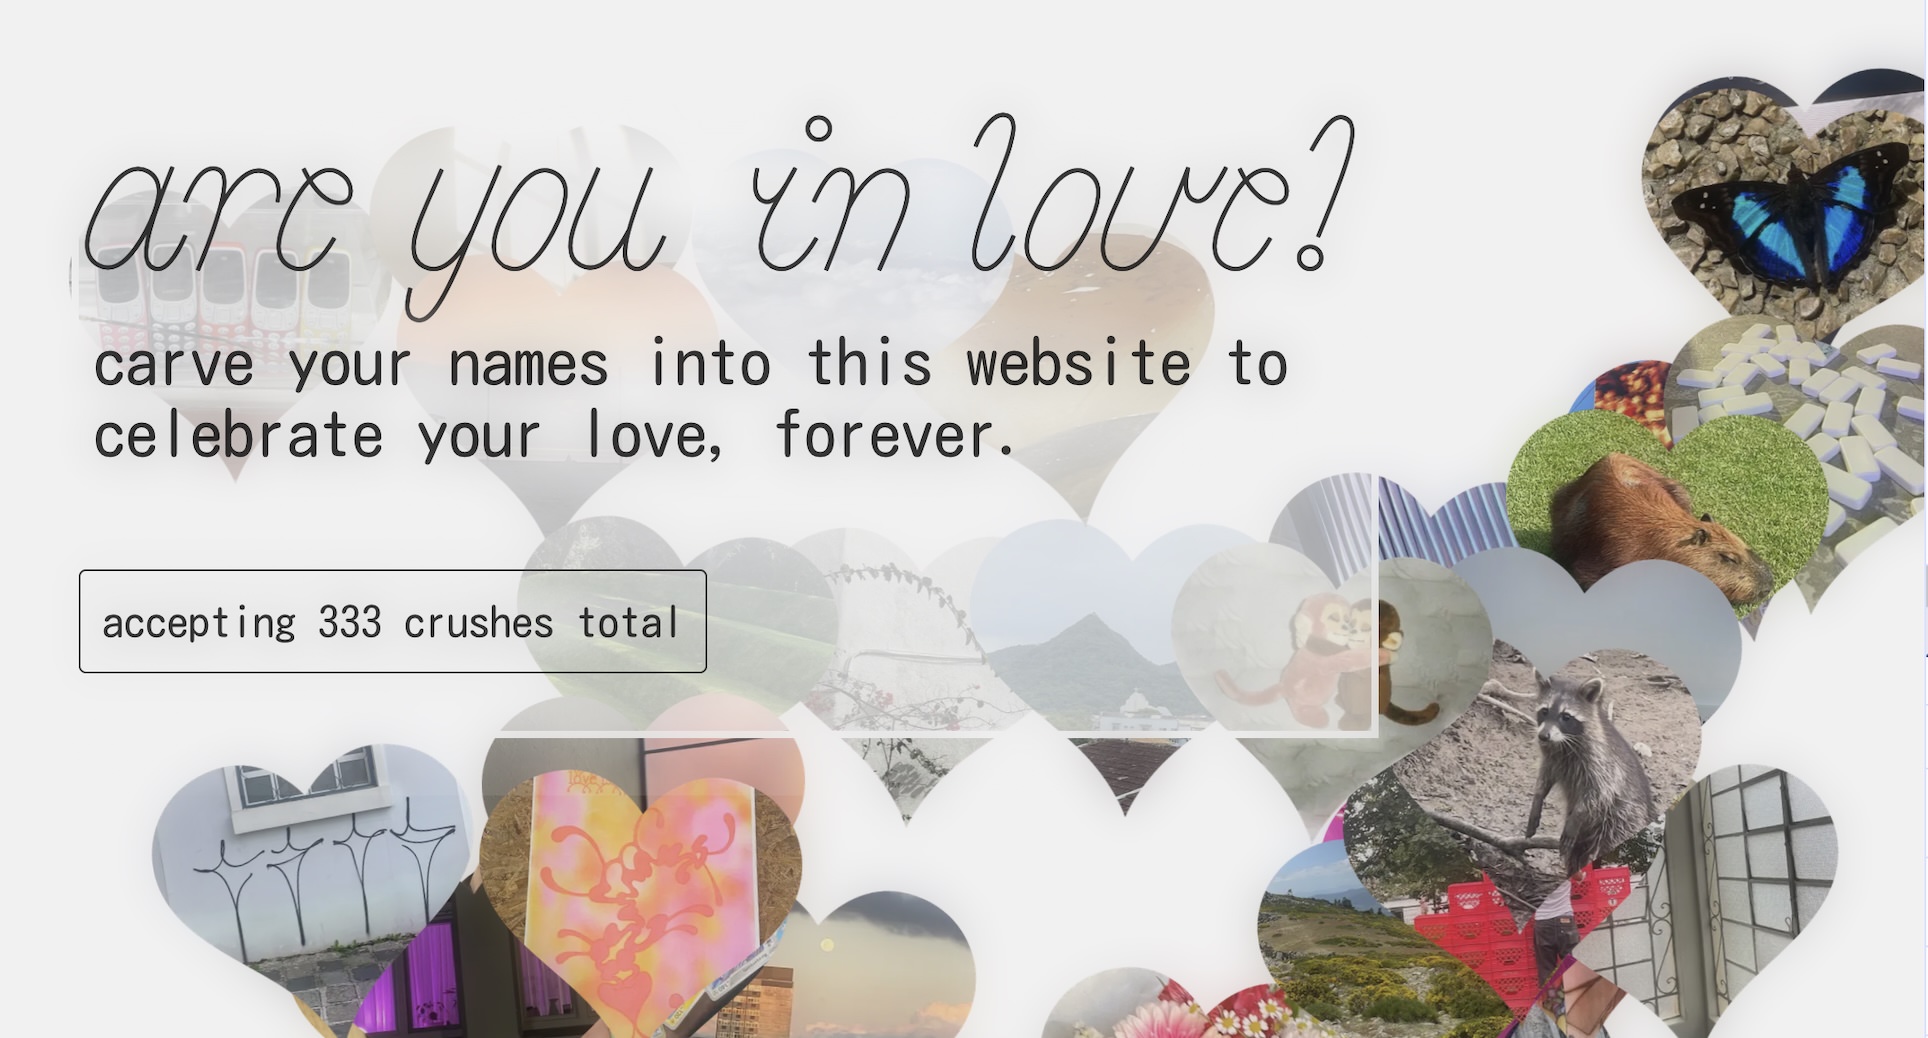 are you in love?
carve your names into this website to
celebrate your love, forever.
accepting 333 crushes total